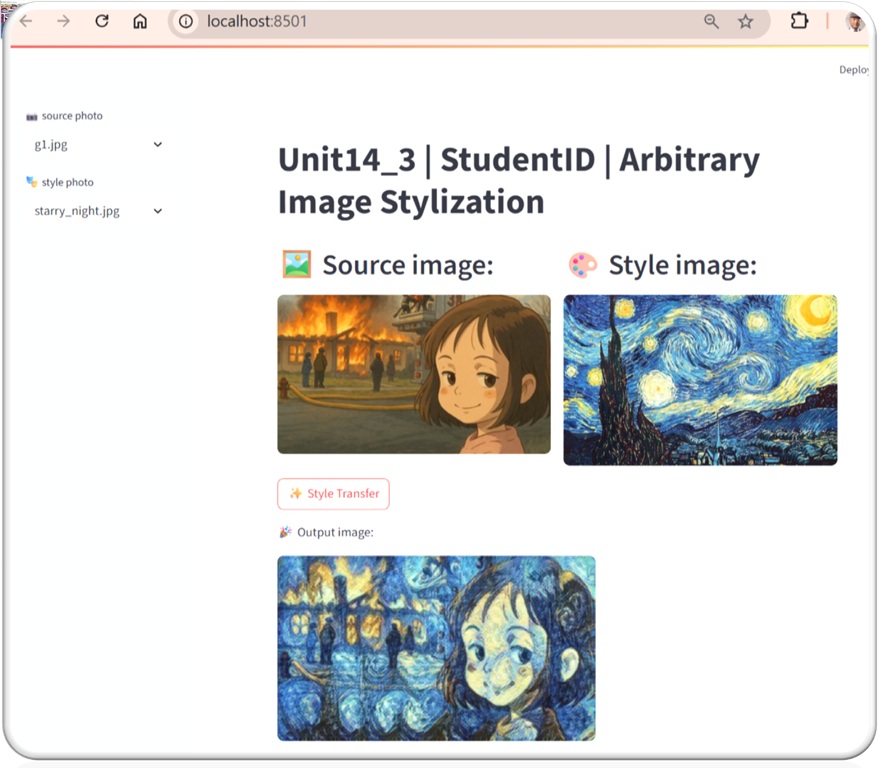 localhost:8501
source photo
g1.jpg
style photo
starry_night.jpg
Unit14_3 | StudentID | Arbitrary
Image Stylization
Source image:
Style image:
Style Transfer
Output image: